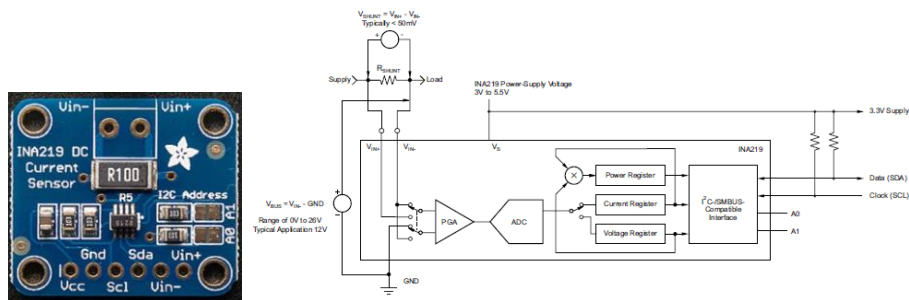 Vin-
Vin+
INA219 DC
Current
Sensor
R100
R5
I2C Address
A1
A0
Gnd
Sda
Vin+
Vcc
Scl
Vin-
V_SHUNT = V_IN+ - V_IN-
Typically < 50mV
+ -
R_SHUNT
Supply
Load
INA219 Power-Supply Voltage
3V to 5.5V
3.3V Supply
V_IN+
V_IN-
V_S
INA219
V_BUS = V_IN- - GND
Range of 0V to 26V
Typical Application 12V
+
-
×
Power Register
Current Register
Voltage Register
PGA
ADC
I²C-/SMBUS-
Compatible
Interface
Data (SDA)
Clock (SCL)
A0
A1
GND